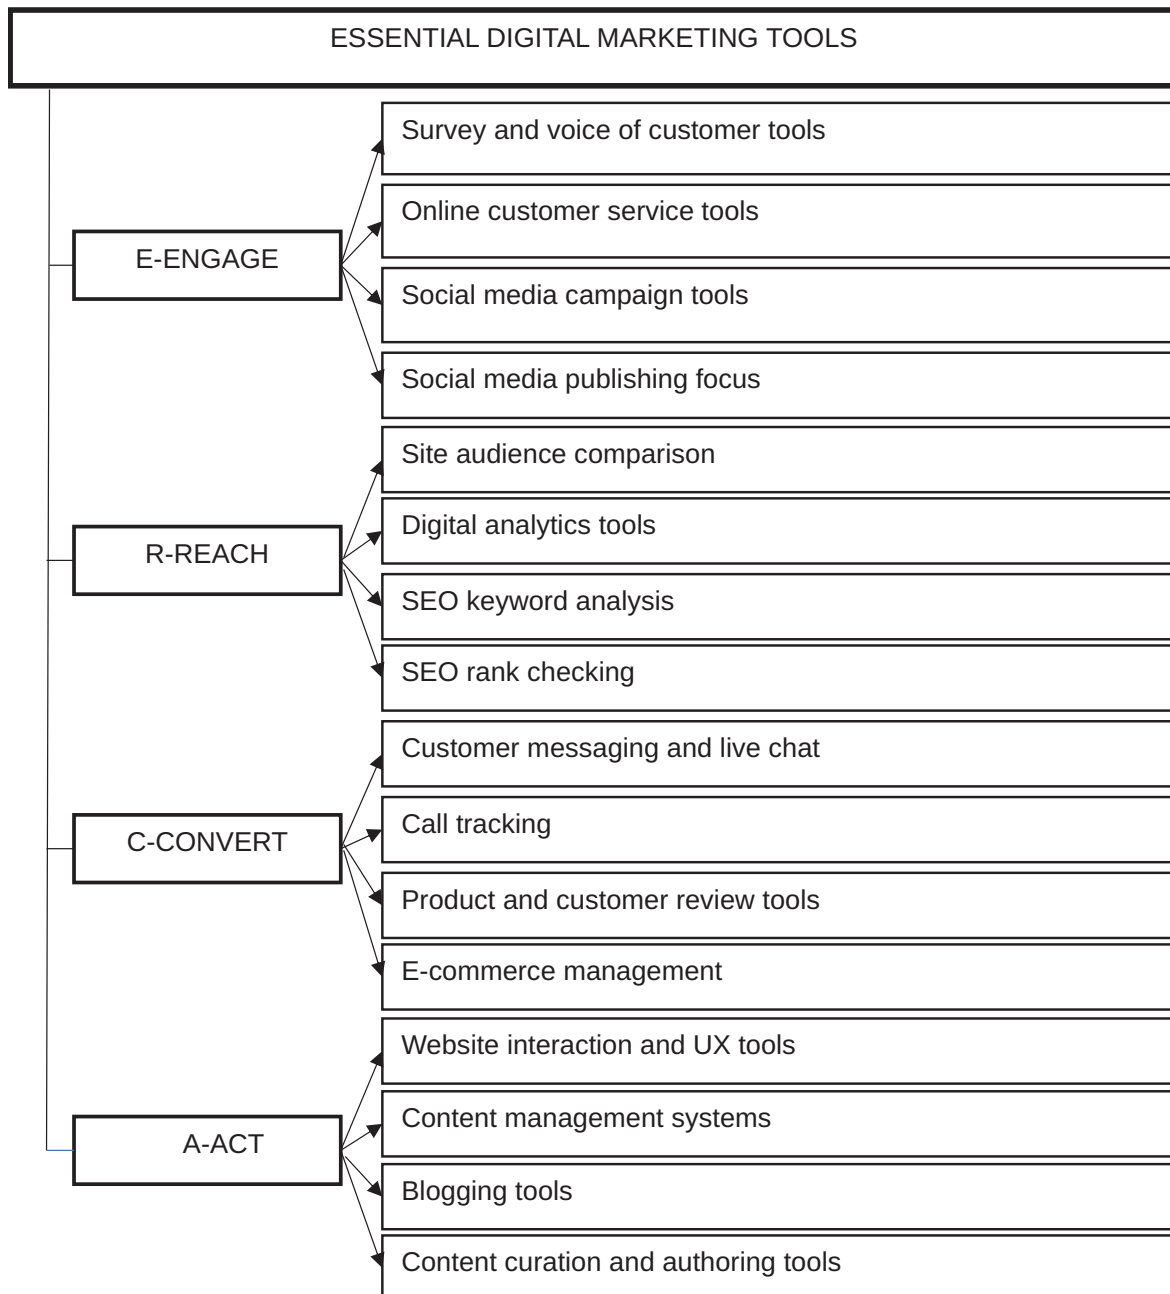 ESSENTIAL DIGITAL MARKETING TOOLS
E-ENGAGE
Survey and voice of customer tools
Online customer service tools
Social media campaign tools
Social media publishing focus
R-REACH
Site audience comparison
Digital analytics tools
SEO keyword analysis
SEO rank checking
C-CONVERT
Customer messaging and live chat
Call tracking
Product and customer review tools
E-commerce management
A-ACT
Website interaction and UX tools
Content management systems
Blogging tools
Content curation and authoring tools